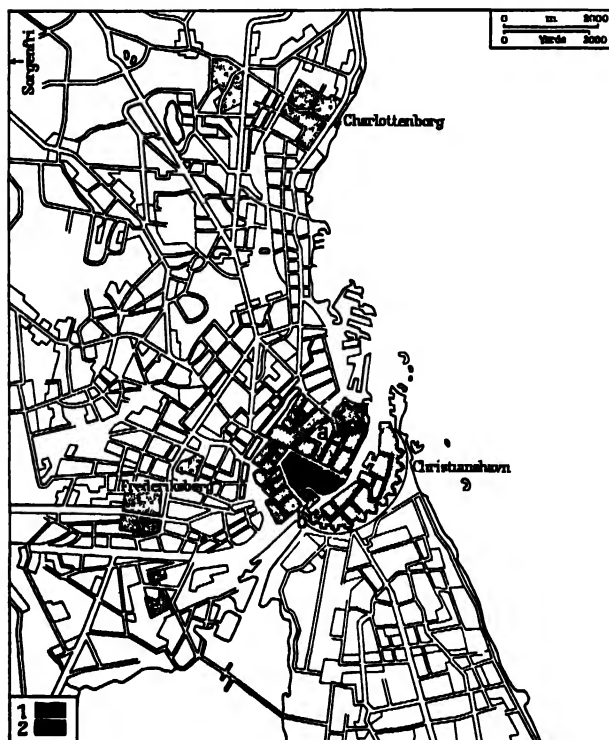 0 m. 2000
0 Yards 2000
Sorgenfri
Charlottenborg
a
Christianshavn
Frederiksberg
1
2